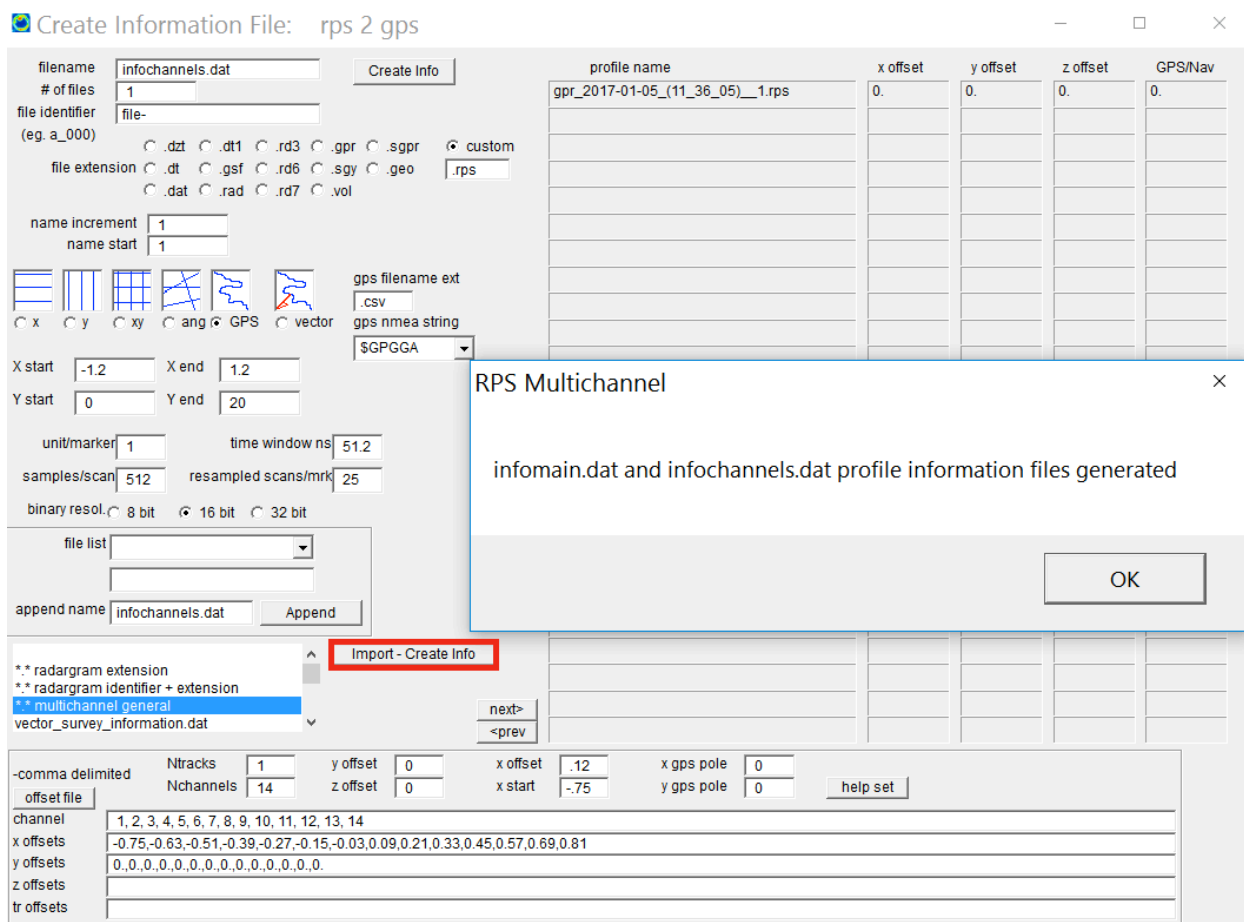 Create Information File: rps 2 gps
filename infochannels.dat Create Info
# of files 1
file identifier file-
(eg. a_000)
.dzt .dt1 .rd3 .gpr .sgpr custom
file extension .dt .gsf .rd6 .sgy .geo .rps
.dat .rad .rd7 .vol
name increment 1
name start 1
gps filename ext
.csv
x y xy ang GPS vector gps nmea string
$GPGGA
X start -1.2 X end 1.2
Y start 0 Y end 20
unit/marker 1 time window ns 51.2
samples/scan 512 resampled scans/mrk 25
binary resol. 8 bit 16 bit 32 bit
file list
append name infochannels.dat Append
Import - Create Info
*.* radargram extension
*.* radargram identifier + extension
*.* multichannel general
vector_survey_information.dat
next>
<prev
profile name x offset y offset z offset GPS/Nav
gpr_2017-01-05_(11_36_05)__1.rps 0. 0. 0. 0.
RPS Multichannel
infomain.dat and infochannels.dat profile information files generated
OK
-comma delimited Ntracks 1 y offset 0 x offset .12 x gps pole 0
offset file Nchannels 14 z offset 0 x start -.75 y gps pole 0 help set
channel 1, 2, 3, 4, 5, 6, 7, 8, 9, 10, 11, 12, 13, 14
x offsets -0.75,-0.63,-0.51,-0.39,-0.27,-0.15,-0.03,0.09,0.21,0.33,0.45,0.57,0.69,0.81
y offsets 0.,0.,0.,0.,0.,0.,0.,0.,0.,0.,0.,0.,0.,0.
z offsets
tr offsets